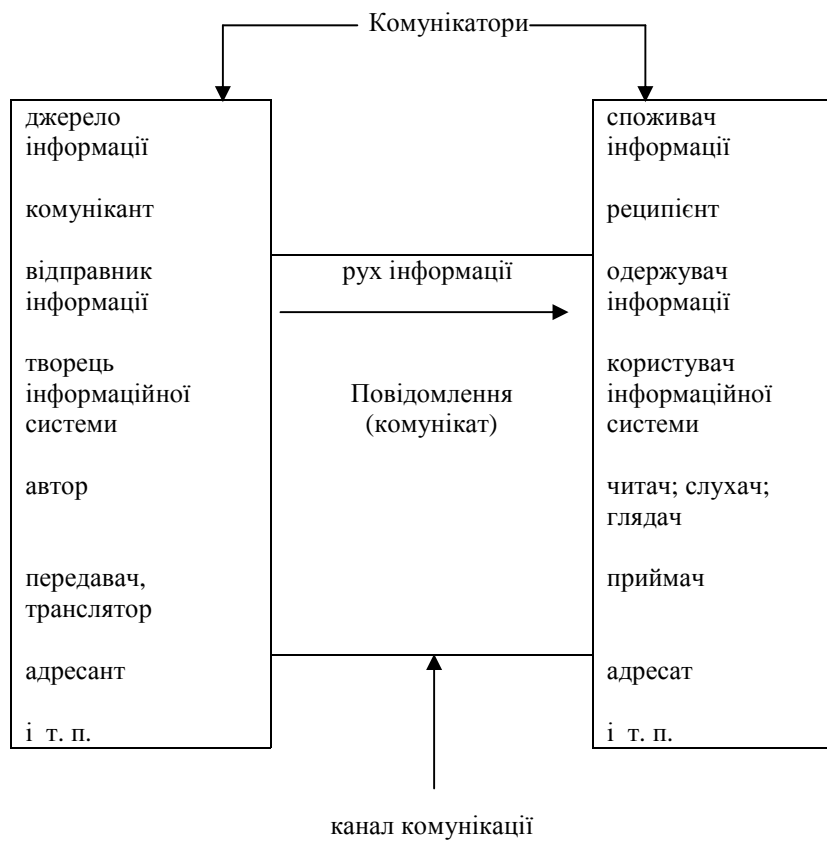 Комунікатори
джерело
інформації
комунікант
відправник
інформації
творець
інформаційної
системи
автор
передавач,
транслятор
адресант
і т. п.
рух інформації
Повідомлення
(комунікат)
споживач
інформації
реципієнт
одержувач
інформації
користувач
інформаційної
системи
читач; слухач;
глядач
приймач
адресат
і т. п.
канал комунікації